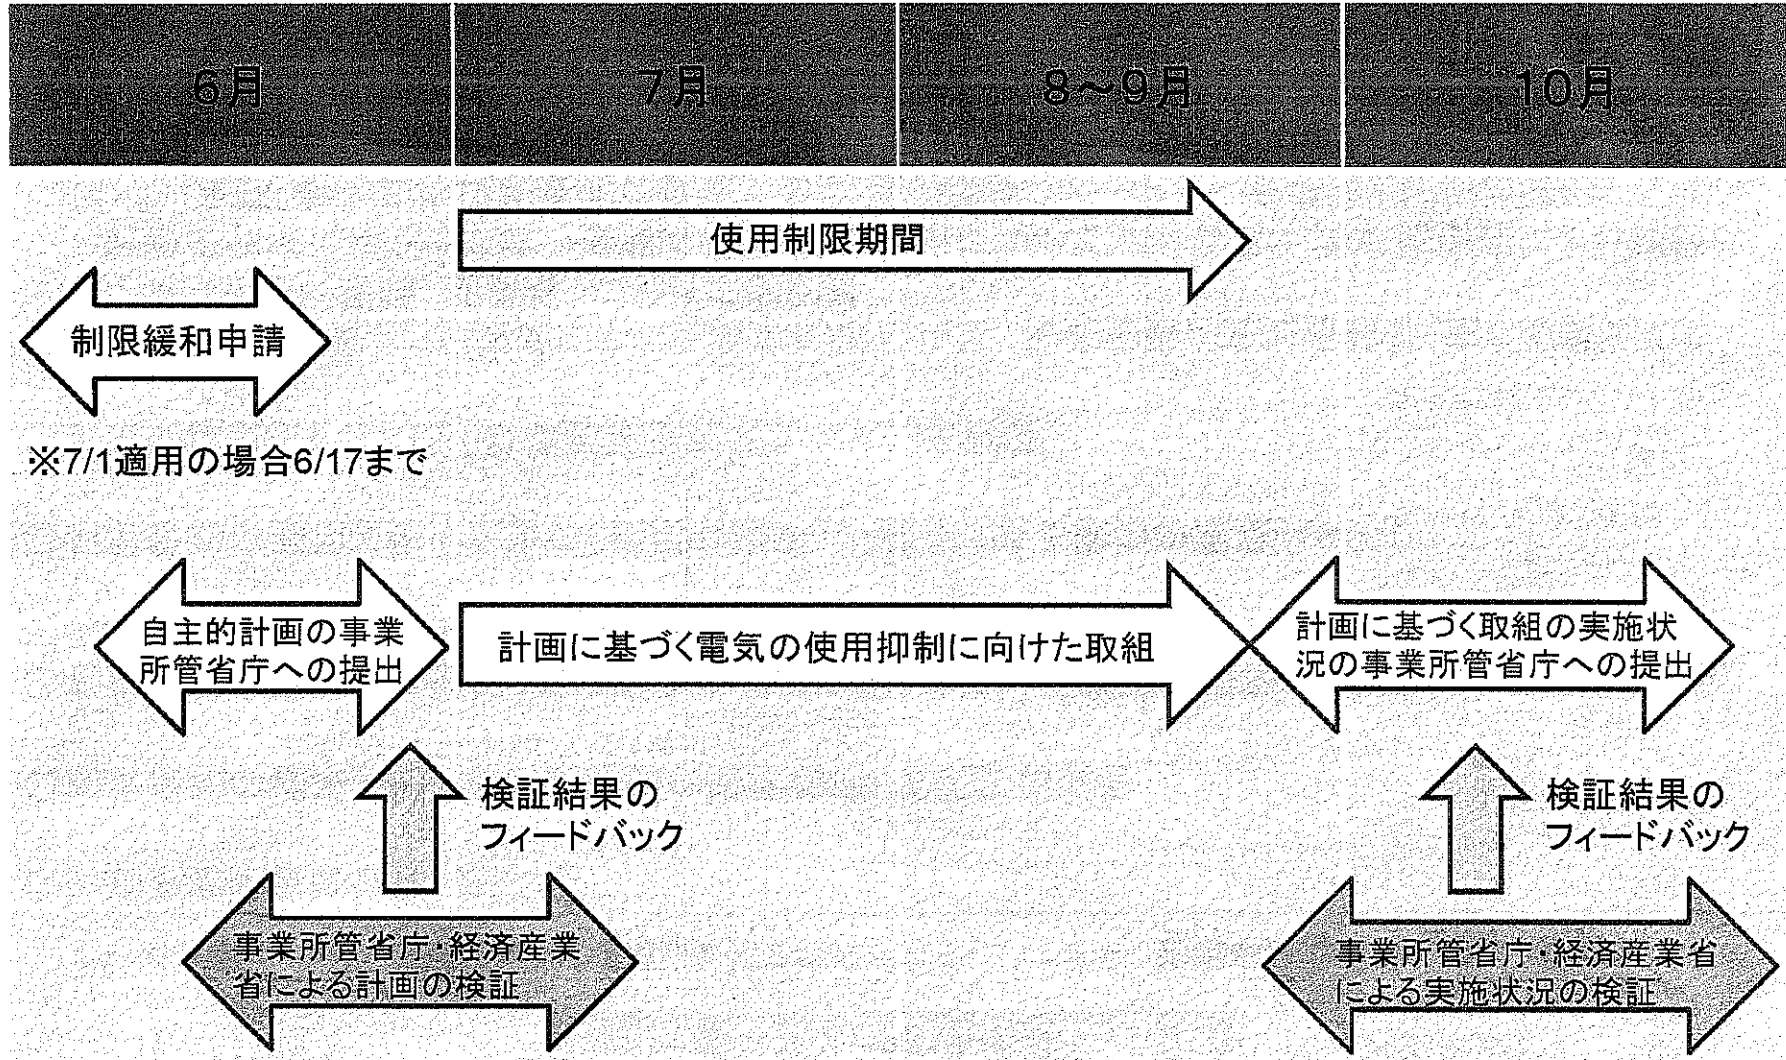 6月
7月
8～9月
10月
使用制限期間
制限緩和申請
※7/1適用の場合6/17まで
自主的計画の事業
所管省庁への提出
計画に基づく電気の使用抑制に向けた取組
計画に基づく取組の実施状
況の事業所管省庁への提出
検証結果の
フィードバック
検証結果の
フィードバック
事業所管省庁・経済産業
省による計画の検証
事業所管省庁・経済産業省
による実施状況の検証